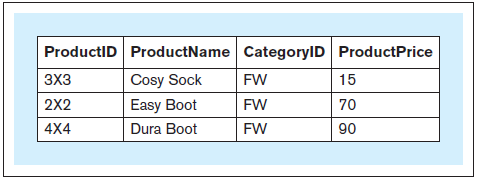 ProductID ProductName CategoryID ProductPrice
3X3 Cosy Sock FW 15
2X2 Easy Boot FW 70
4X4 Dura Boot FW 90